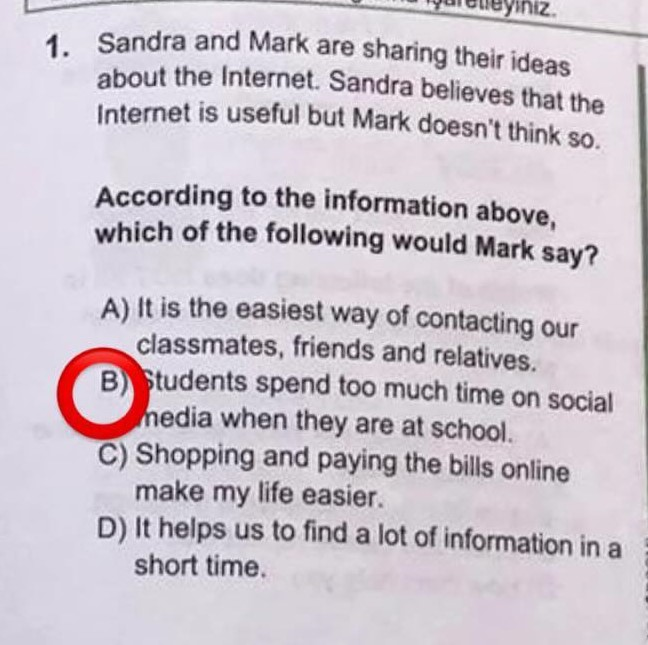 işaretleyiniz.
1. Sandra and Mark are sharing their ideas
about the Internet. Sandra believes that the
Internet is useful but Mark doesn't think so.
According to the information above,
which of the following would Mark say?
A) It is the easiest way of contacting our
classmates, friends and relatives.
B) Students spend too much time on social
media when they are at school.
C) Shopping and paying the bills online
make my life easier.
D) It helps us to find a lot of information in a
short time.